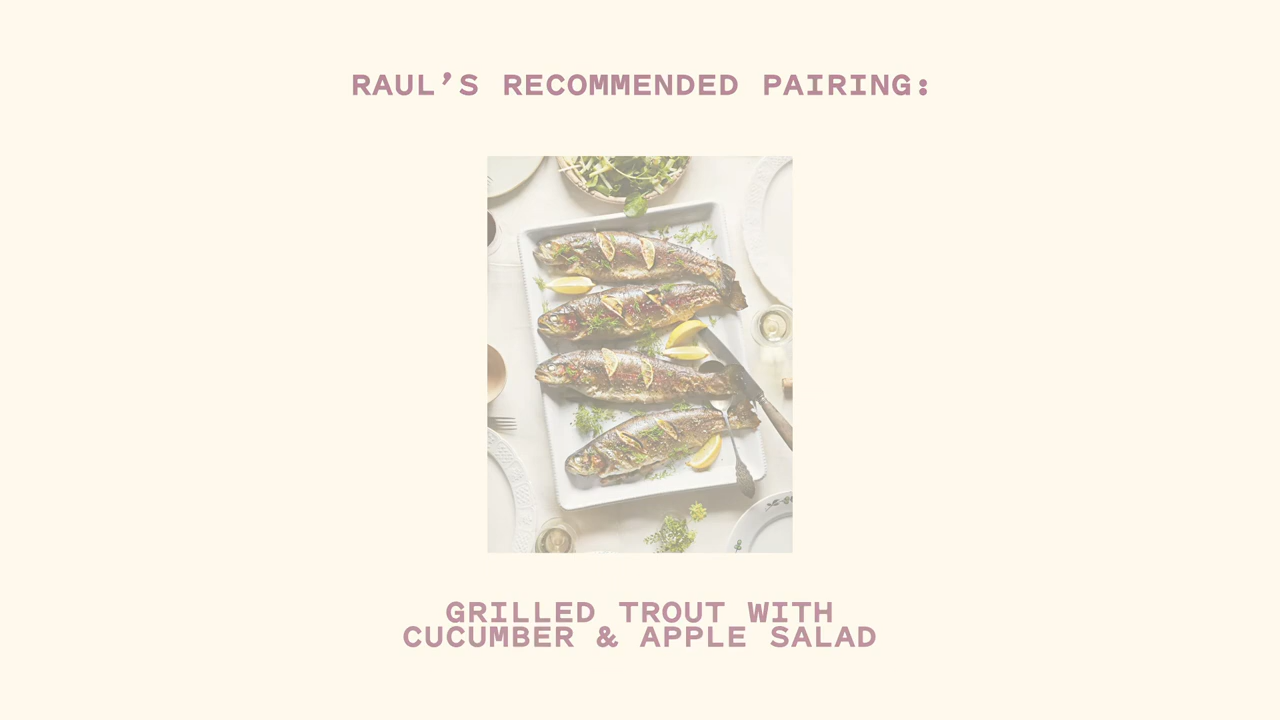 RAUL’S RECOMMENDED PAIRING:
GRILLED TROUT WITH
CUCUMBER & APPLE SALAD